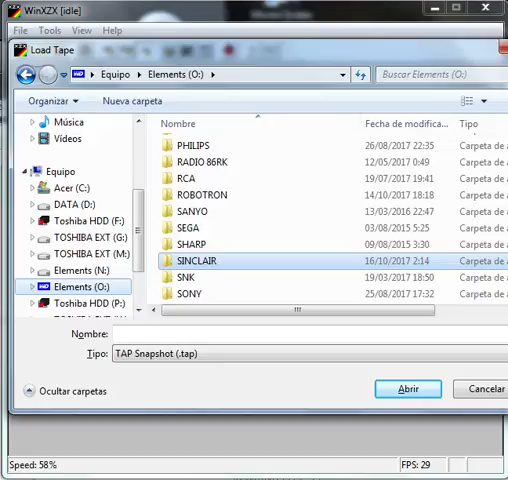 WinXZX [idle]
File Tools View Help
Load Tape
Equipo Elements (O:)
Buscar Elements (O:)
Organizar Nueva carpeta
Música
Vídeos
Equipo
Acer (C:)
DATA (D:)
Toshiba HDD (F:)
TOSHIBA EXT (G:)
TOSHIBA EXT (M:)
Elements (N:)
Elements (O:)
Toshiba HDD (P:)
Nombre Fecha de modifica... Tipo
PHILIPS 26/08/2017 22:35 Carpeta de a
RADIO 86RK 12/05/2017 0:49 Carpeta de a
RCA 19/07/2017 19:41 Carpeta de a
ROBOTRON 14/10/2017 18:18 Carpeta de a
SANYO 13/03/2016 22:47 Carpeta de a
SEGA 03/08/2015 5:25 Carpeta de a
SHARP 09/08/2015 3:30 Carpeta de a
SINCLAIR 16/10/2017 2:14 Carpeta de a
SNK 19/03/2017 18:50 Carpeta de a
SONY 25/08/2017 17:32 Carpeta de a
Nombre:
Tipo: TAP Snapshot (.tap)
Ocultar carpetas
Abrir Cancelar
Speed: 58% FPS: 29